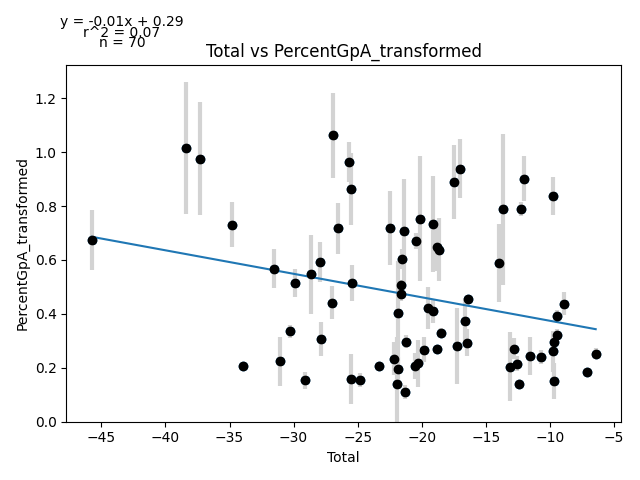 y = -0.01x + 0.29
r^2 = 0.07
n = 70
Total vs PercentGpA_transformed
PercentGpA_transformed
1.2
1.0
0.8
0.6
0.4
0.2
0.0
−45
−40
−35
−30
−25
−20
−15
−10
−5
Total